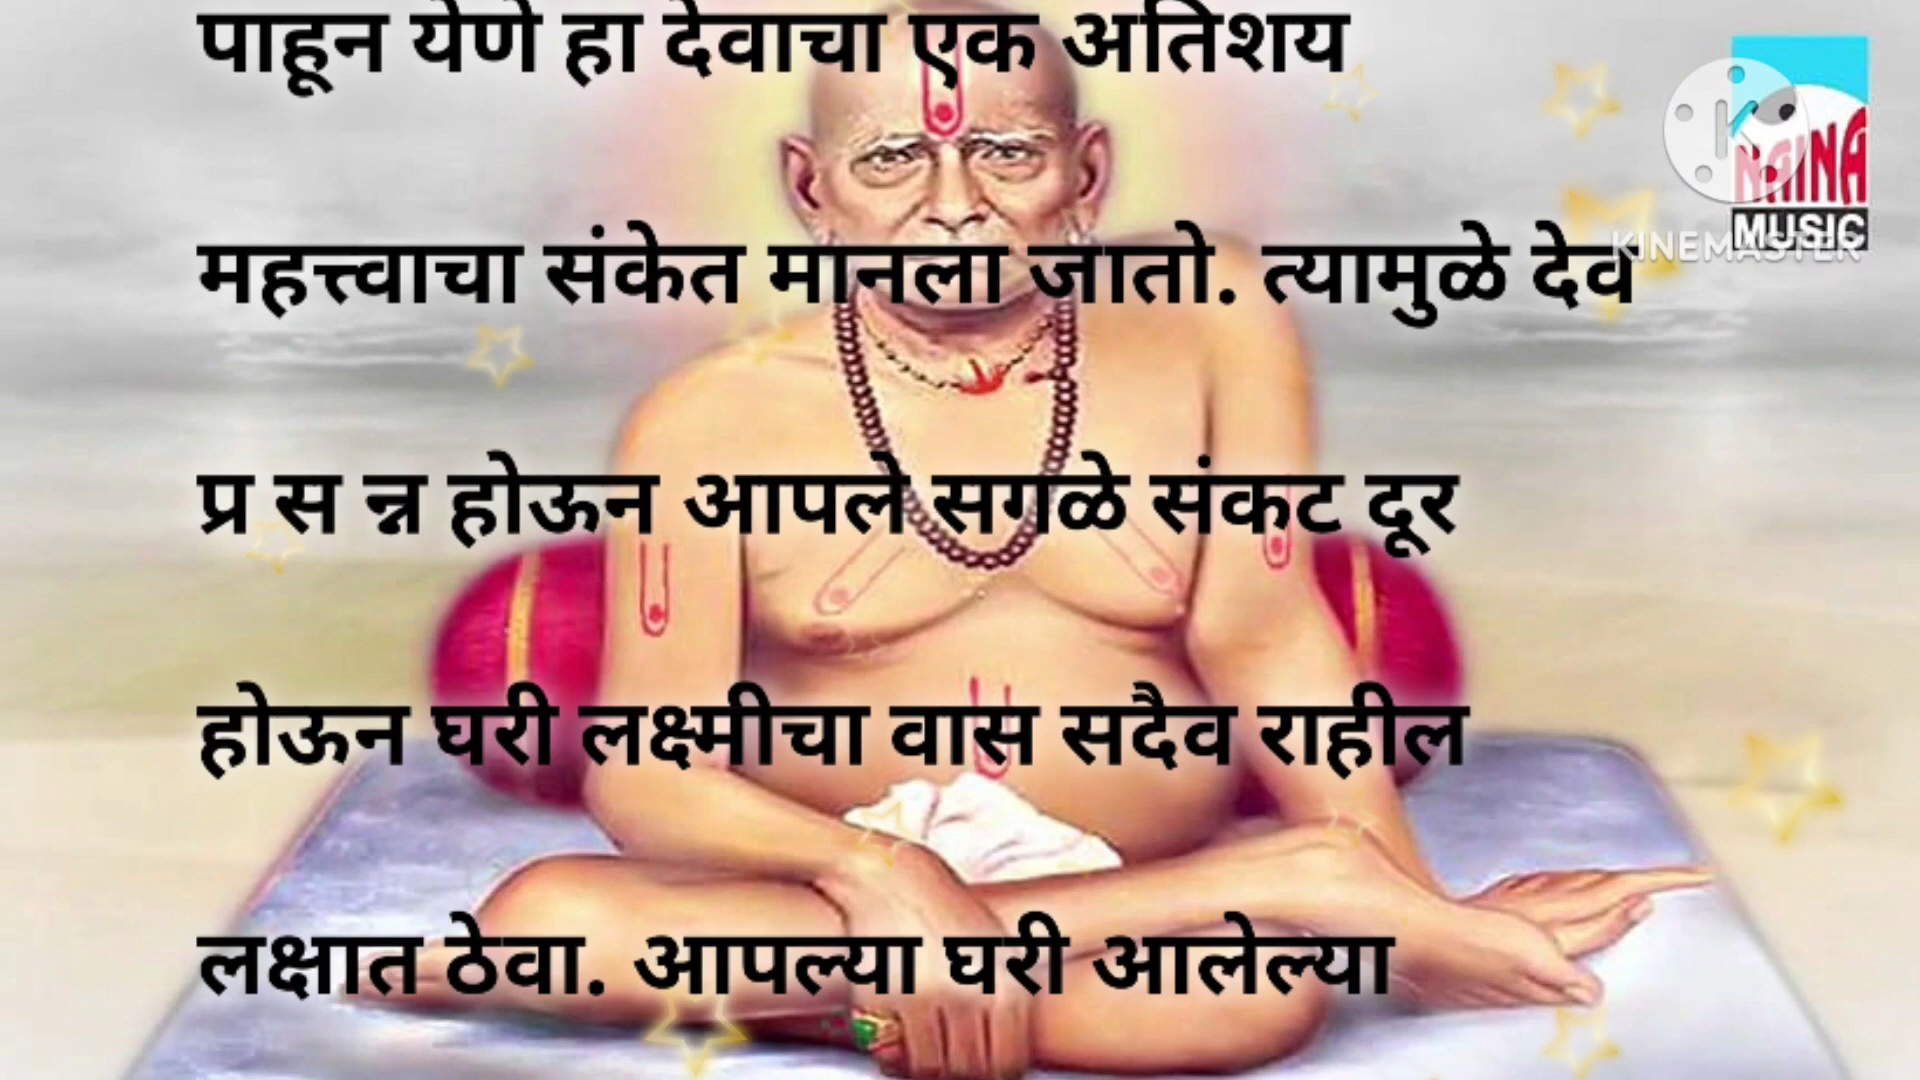 पाहून येणे हा देवाचा एक अतिशय
महत्त्वाचा संकेत मानला जातो. त्यामुळे देव
प्र स न्न होऊन आपले सगळे संकट दूर
होऊन घरी लक्ष्मीचा वास सदैव राहील
लक्षात ठेवा. आपल्या घरी आलेल्या
K
NAINA
MUSIC
KINEMASTER